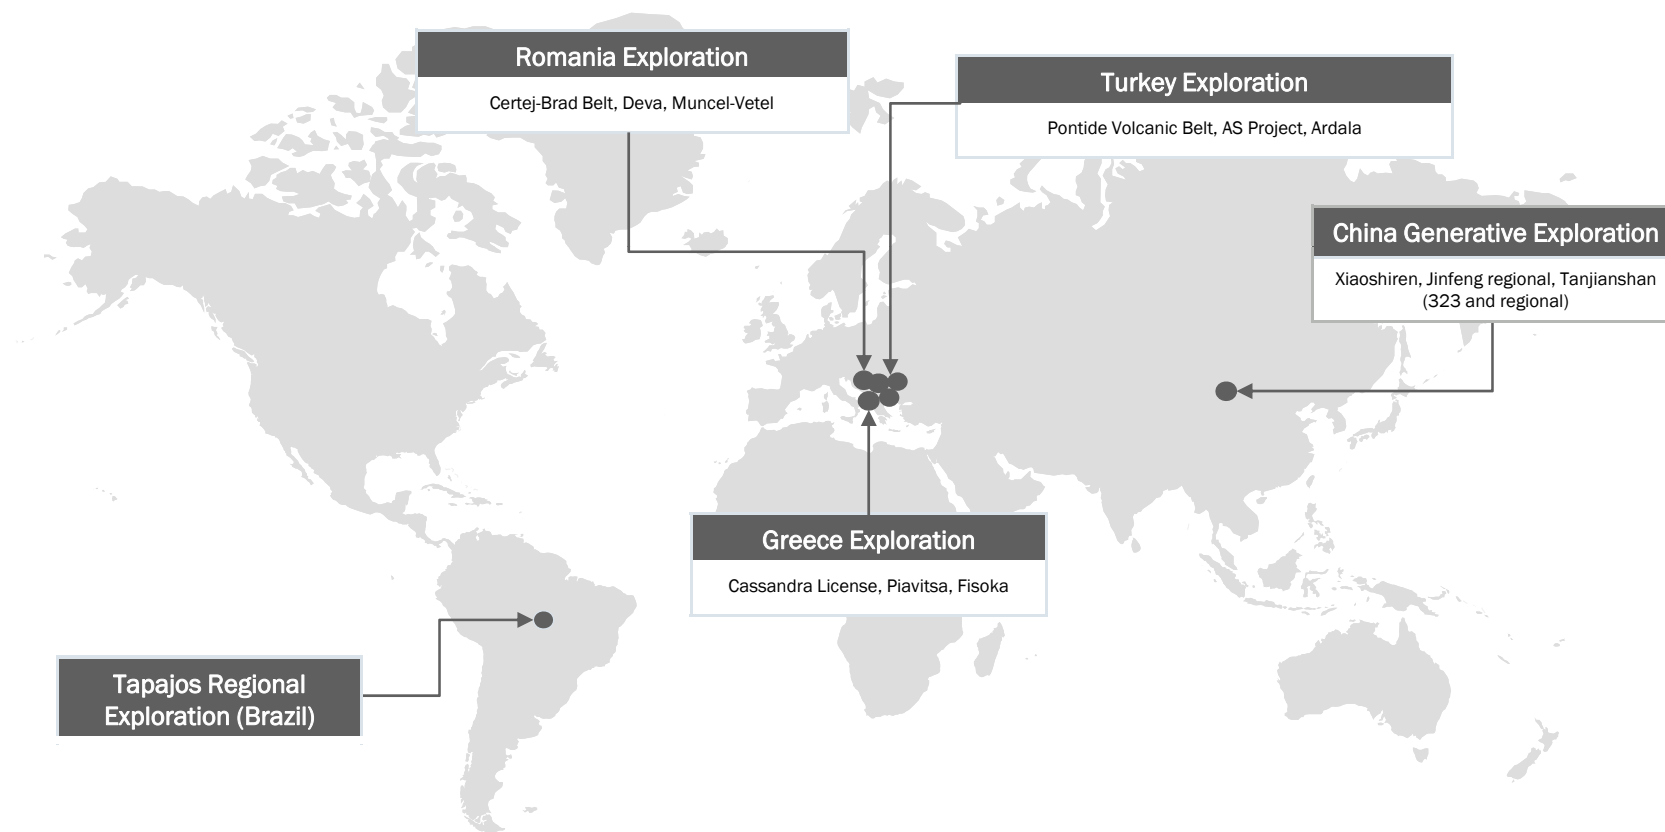 Romania Exploration
Certej-Brad Belt, Deva, Muncel-Vetel
Turkey Exploration
Pontide Volcanic Belt, AS Project, Ardala
China Generative Exploration
Xiaoshiren, Jinfeng regional, Tanjianshan
(323 and regional)
Greece Exploration
Cassandra License, Piavitsa, Fisoka
Tapajos Regional
Exploration (Brazil)